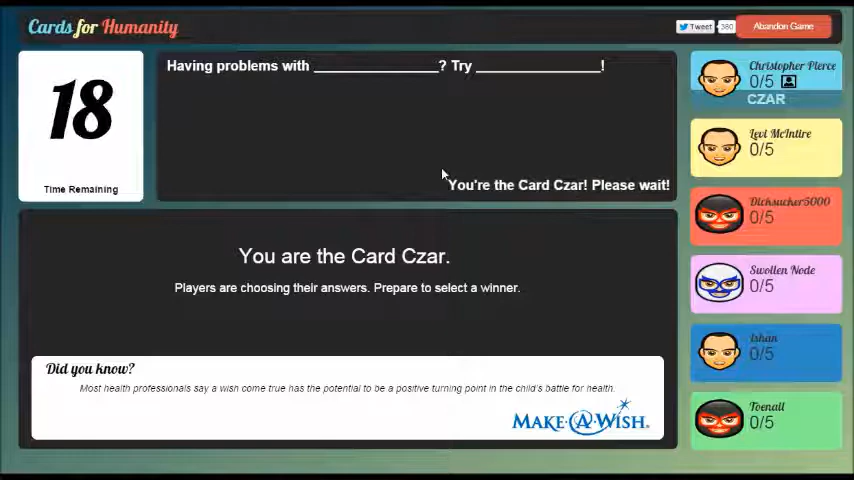 Cards for Humanity
Tweet 380
Abandon Game
18
Time Remaining
Having problems with _______________? Try _______________!
You're the Card Czar! Please wait!
Christopher Pierce
0/5
CZAR
Levi McIntire
0/5
Dicksucker5000
0/5
Swollen Node
0/5
Ishan
0/5
Toenail
0/5
You are the Card Czar.
Players are choosing their answers. Prepare to select a winner.
Did you know?
Most health professionals say a wish come true has the potential to be a positive turning point in the child's battle for health.
MAKE·A·WISH.